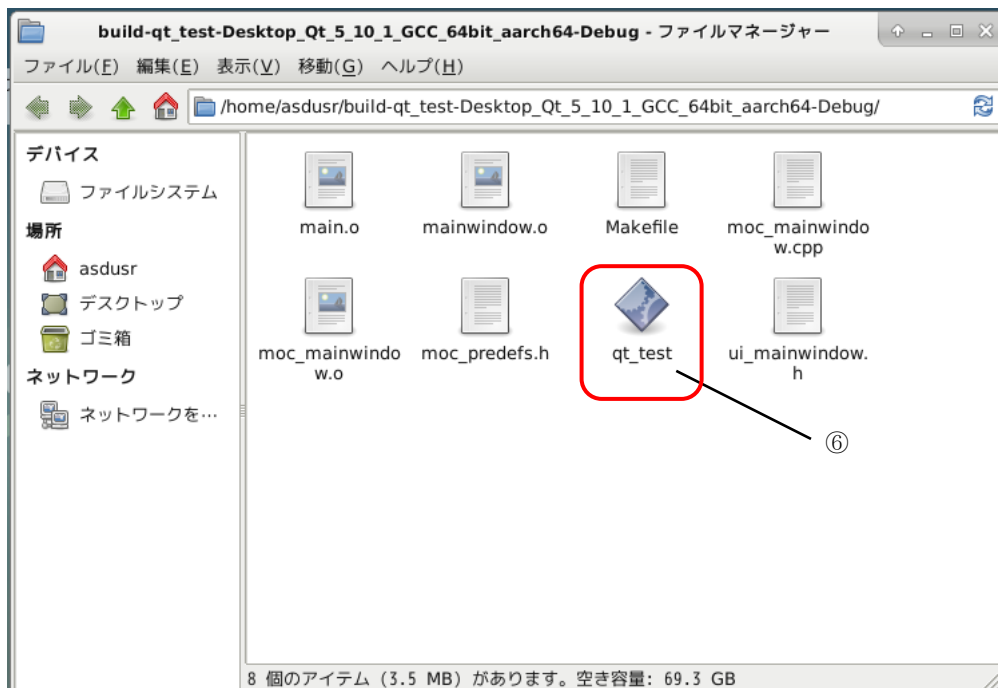 build-qt_test-Desktop_Qt_5_10_1_GCC_64bit_aarch64-Debug - ファイルマネージャー
ファイル(F) 編集(E) 表示(V) 移動(G) ヘルプ(H)
/home/asdusr/build-qt_test-Desktop_Qt_5_10_1_GCC_64bit_aarch64-Debug/
デバイス
ファイルシステム
場所
asdusr
デスクトップ
ゴミ箱
ネットワーク
ネットワークを…
main.o
mainwindow.o
Makefile
moc_mainwindo
w.cpp
moc_mainwindo
w.o
moc_predefs.h
qt_test
ui_mainwindow.
h
⑥
8 個のアイテム (3.5 MB) があります。空き容量: 69.3 GB